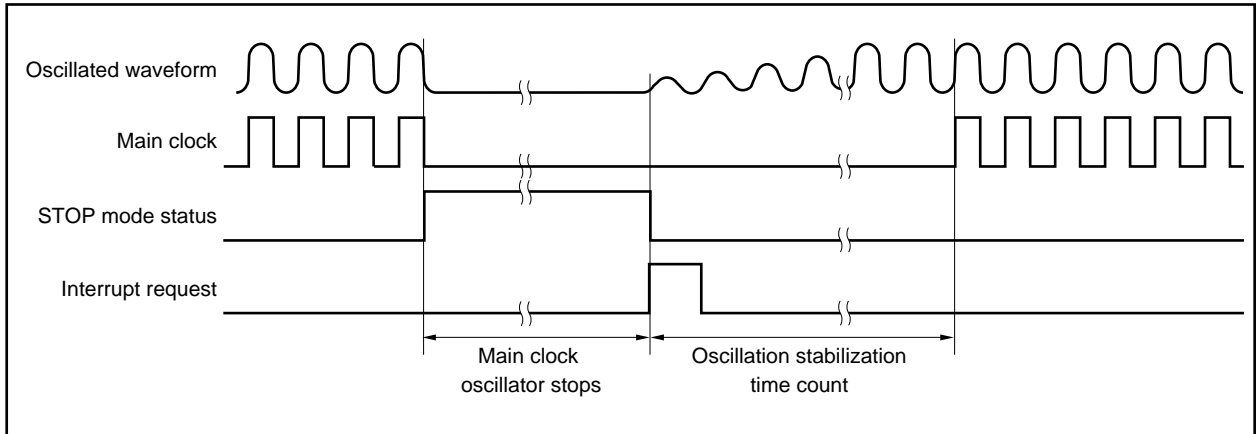 Oscillated waveform
Main clock
STOP mode status
Interrupt request
Main clock
oscillator stops
Oscillation stabilization
time count